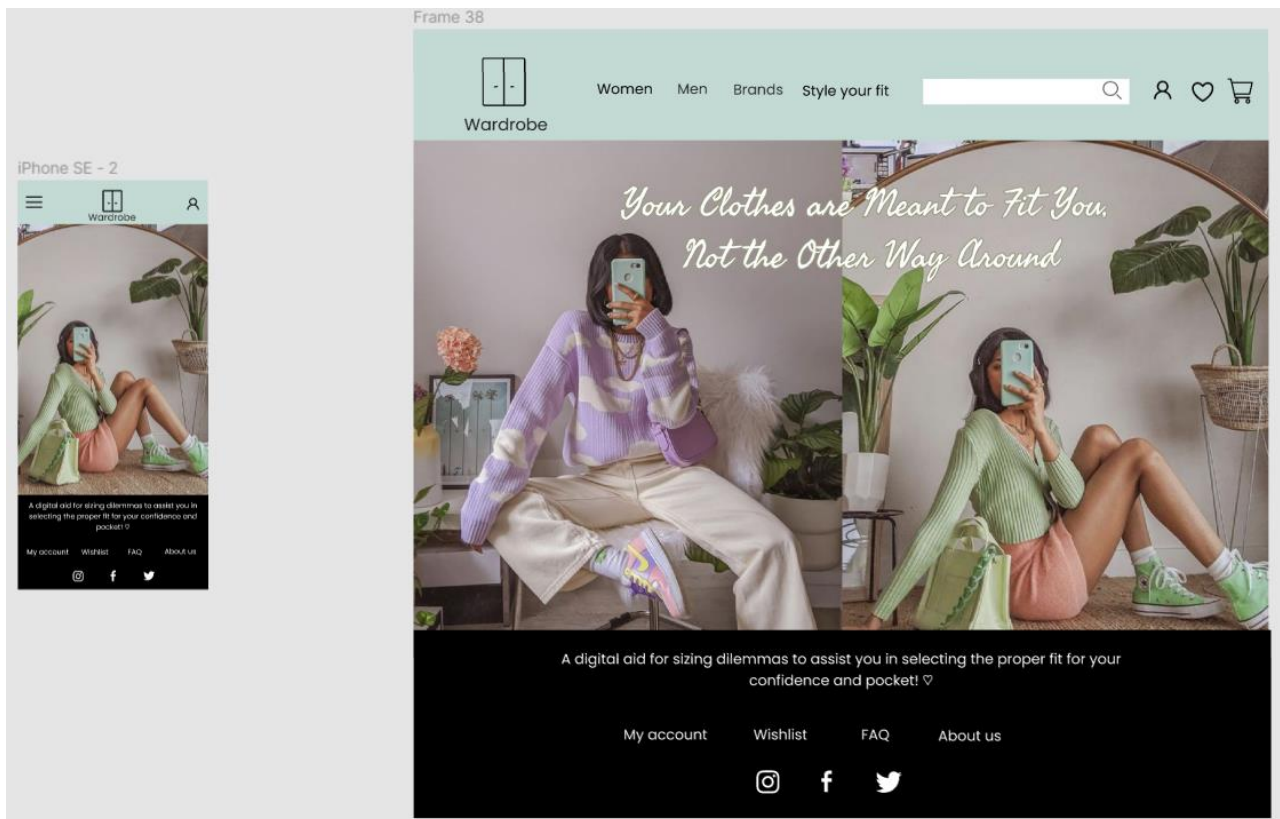 Frame 38
Wardrobe
Women Men Brands Style your fit
Your Clothes are Meant to Fit You,
Not the Other Way Around
A digital aid for sizing dilemmas to assist you in selecting the proper fit for your
confidence and pocket! ♡
My account Wishlist FAQ About us
iPhone SE - 2
Wardrobe
A digital aid for sizing dilemmas to assist you in
selecting the proper fit for your confidence and
pocket! ♡
My account Wishlist FAQ About us